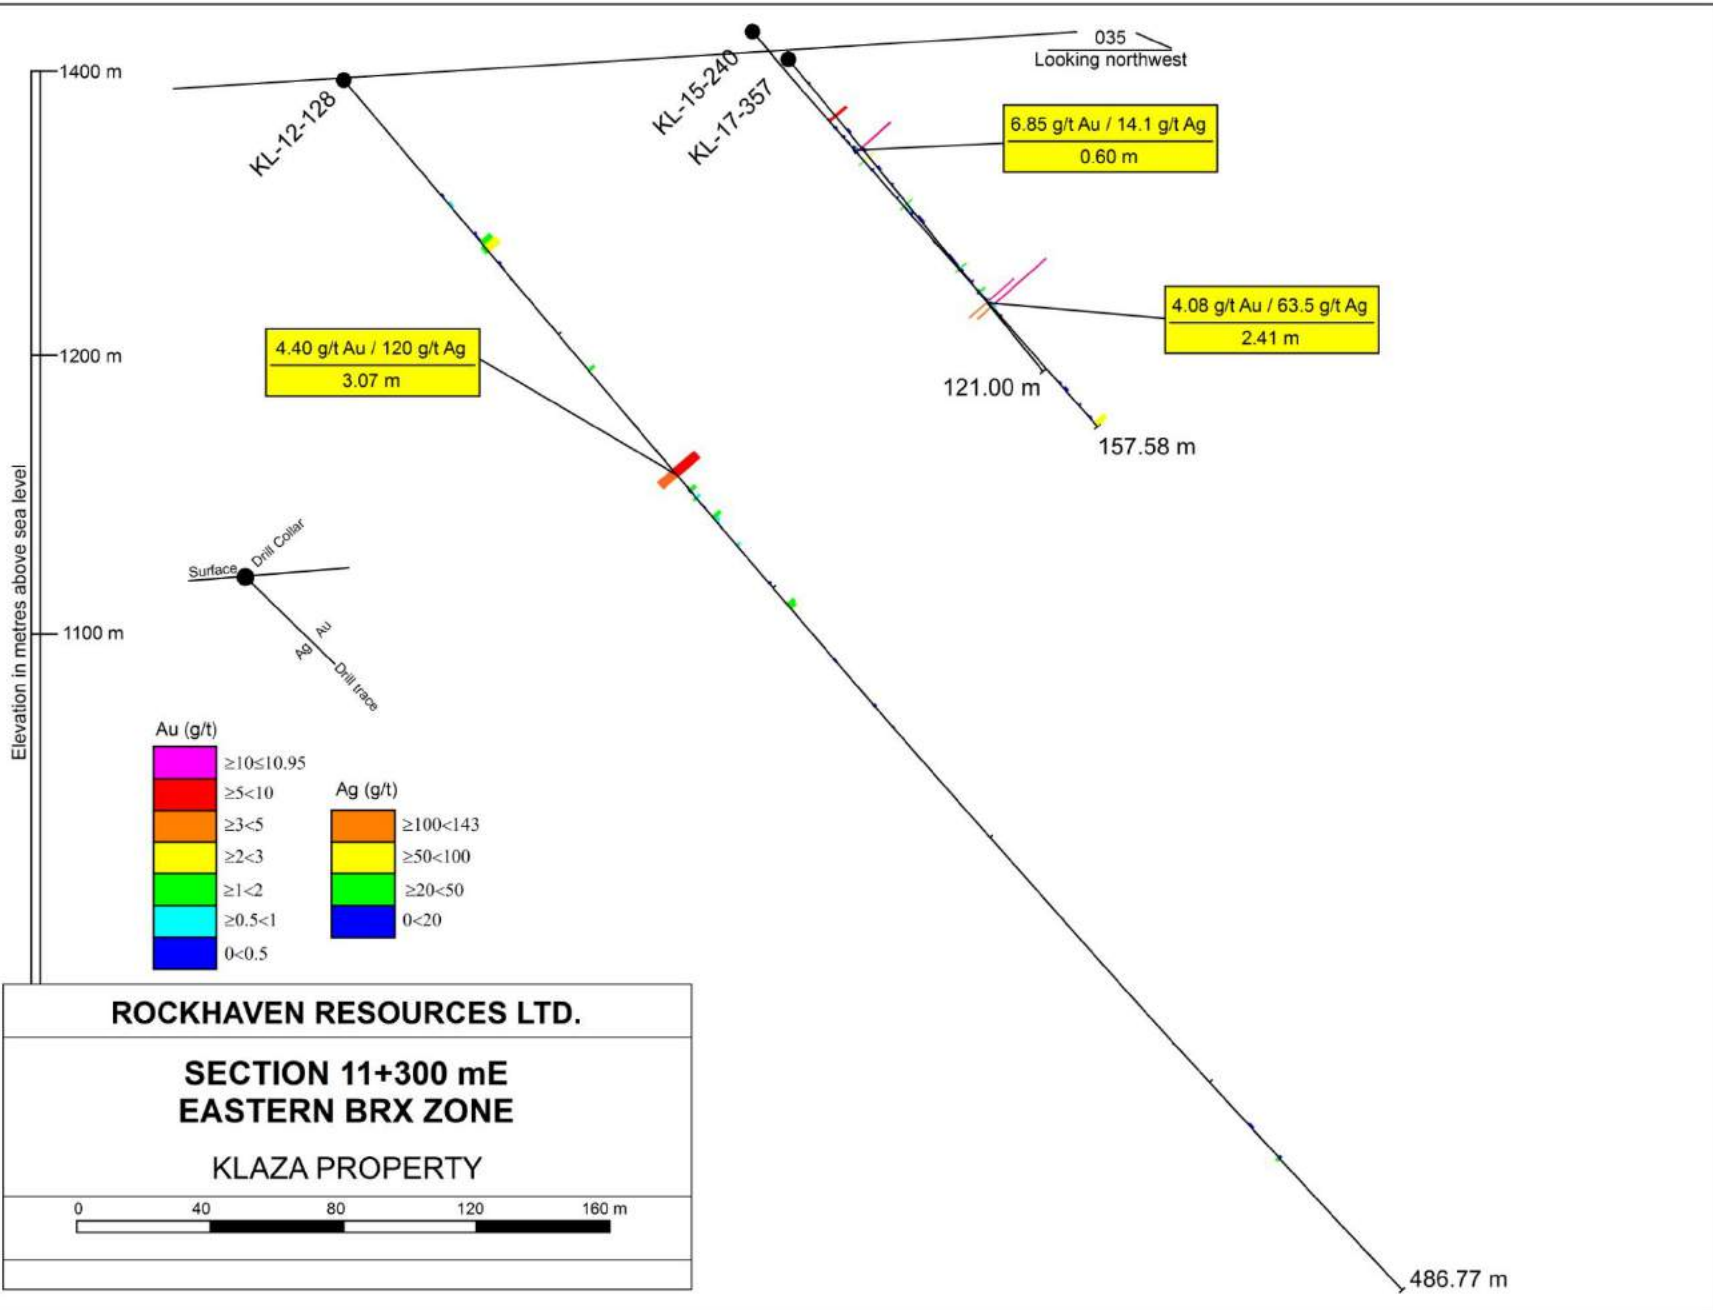 035
Looking northwest
1400 m
KL-12-128
KL-15-240
KL-17-357
6.85 g/t Au / 14.1 g/t Ag
0.60 m
4.08 g/t Au / 63.5 g/t Ag
2.41 m
1200 m
4.40 g/t Au / 120 g/t Ag
3.07 m
121.00 m
157.58 m
Elevation in metres above sea level
Surface
Drill Collar
1100 m
Au
Ag
Drill trace
Au (g/t)
≥10≤10.95
≥5<10
≥3<5
≥2<3
≥1<2
≥0.5<1
0<0.5
Ag (g/t)
≥100<143
≥50<100
≥20<50
0<20
ROCKHAVEN RESOURCES LTD.
SECTION 11+300 mE
EASTERN BRX ZONE
KLAZA PROPERTY
0 40 80 120 160 m
486.77 m